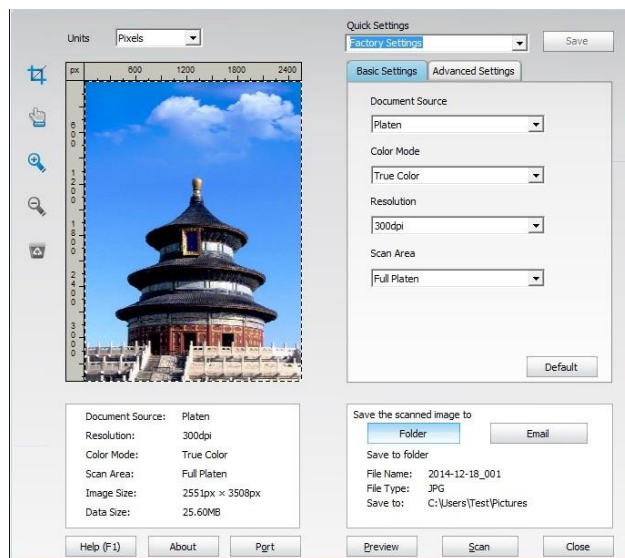 Units Pixels
Quick Settings
Factory Settings Save
px 600 1200 1800 2400
600
1200
1800
2400
3000
Basic Settings Advanced Settings
Document Source
Platen
Color Mode
True Color
Resolution
300dpi
Scan Area
Full Platen
Default
Document Source: Platen
Resolution: 300dpi
Color Mode: True Color
Scan Area: Full Platen
Image Size: 2551px × 3508px
Data Size: 25.60MB
Save the scanned image to
Folder Email
Save to folder
File Name: 2014-12-18_001
File Type: JPG
Save to: C:\Users\Test\Pictures
Help (F1) About Port
Preview Scan Close